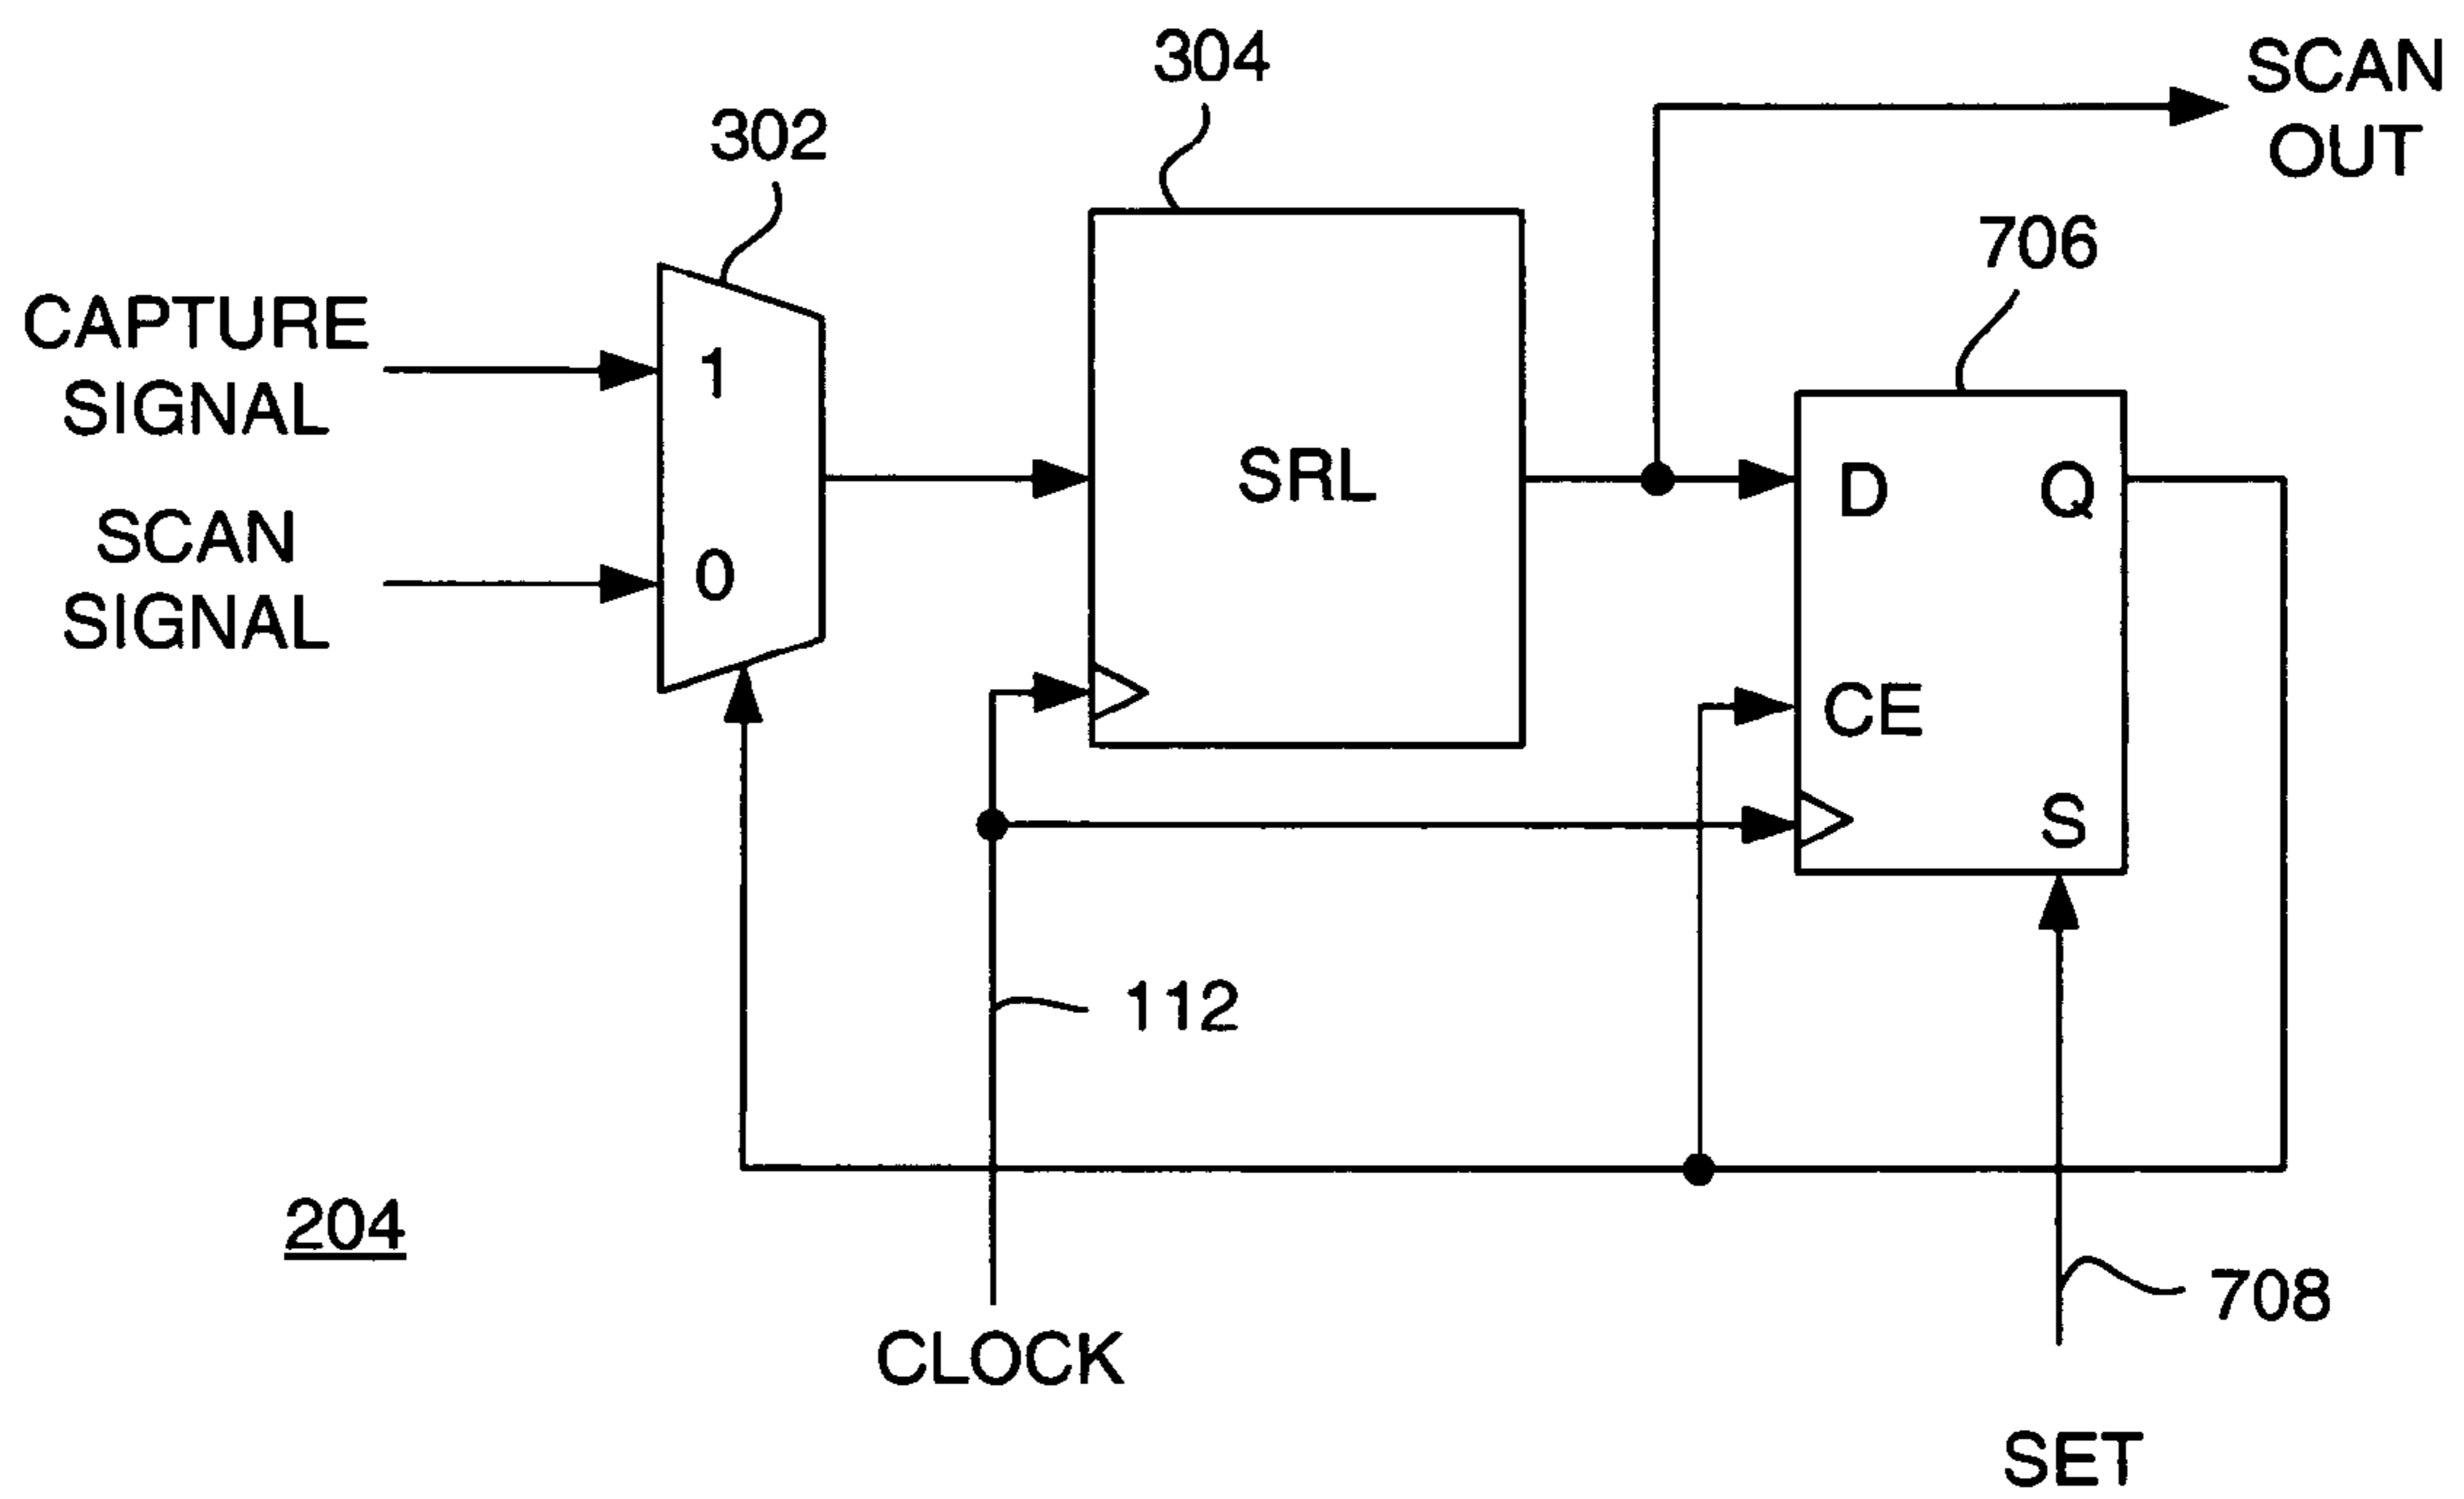 304
SCAN
OUT
302
706
CAPTURE
SIGNAL
1
SRL
D
Q
SCAN
SIGNAL
0
CE
S
112
204
708
CLOCK
SET